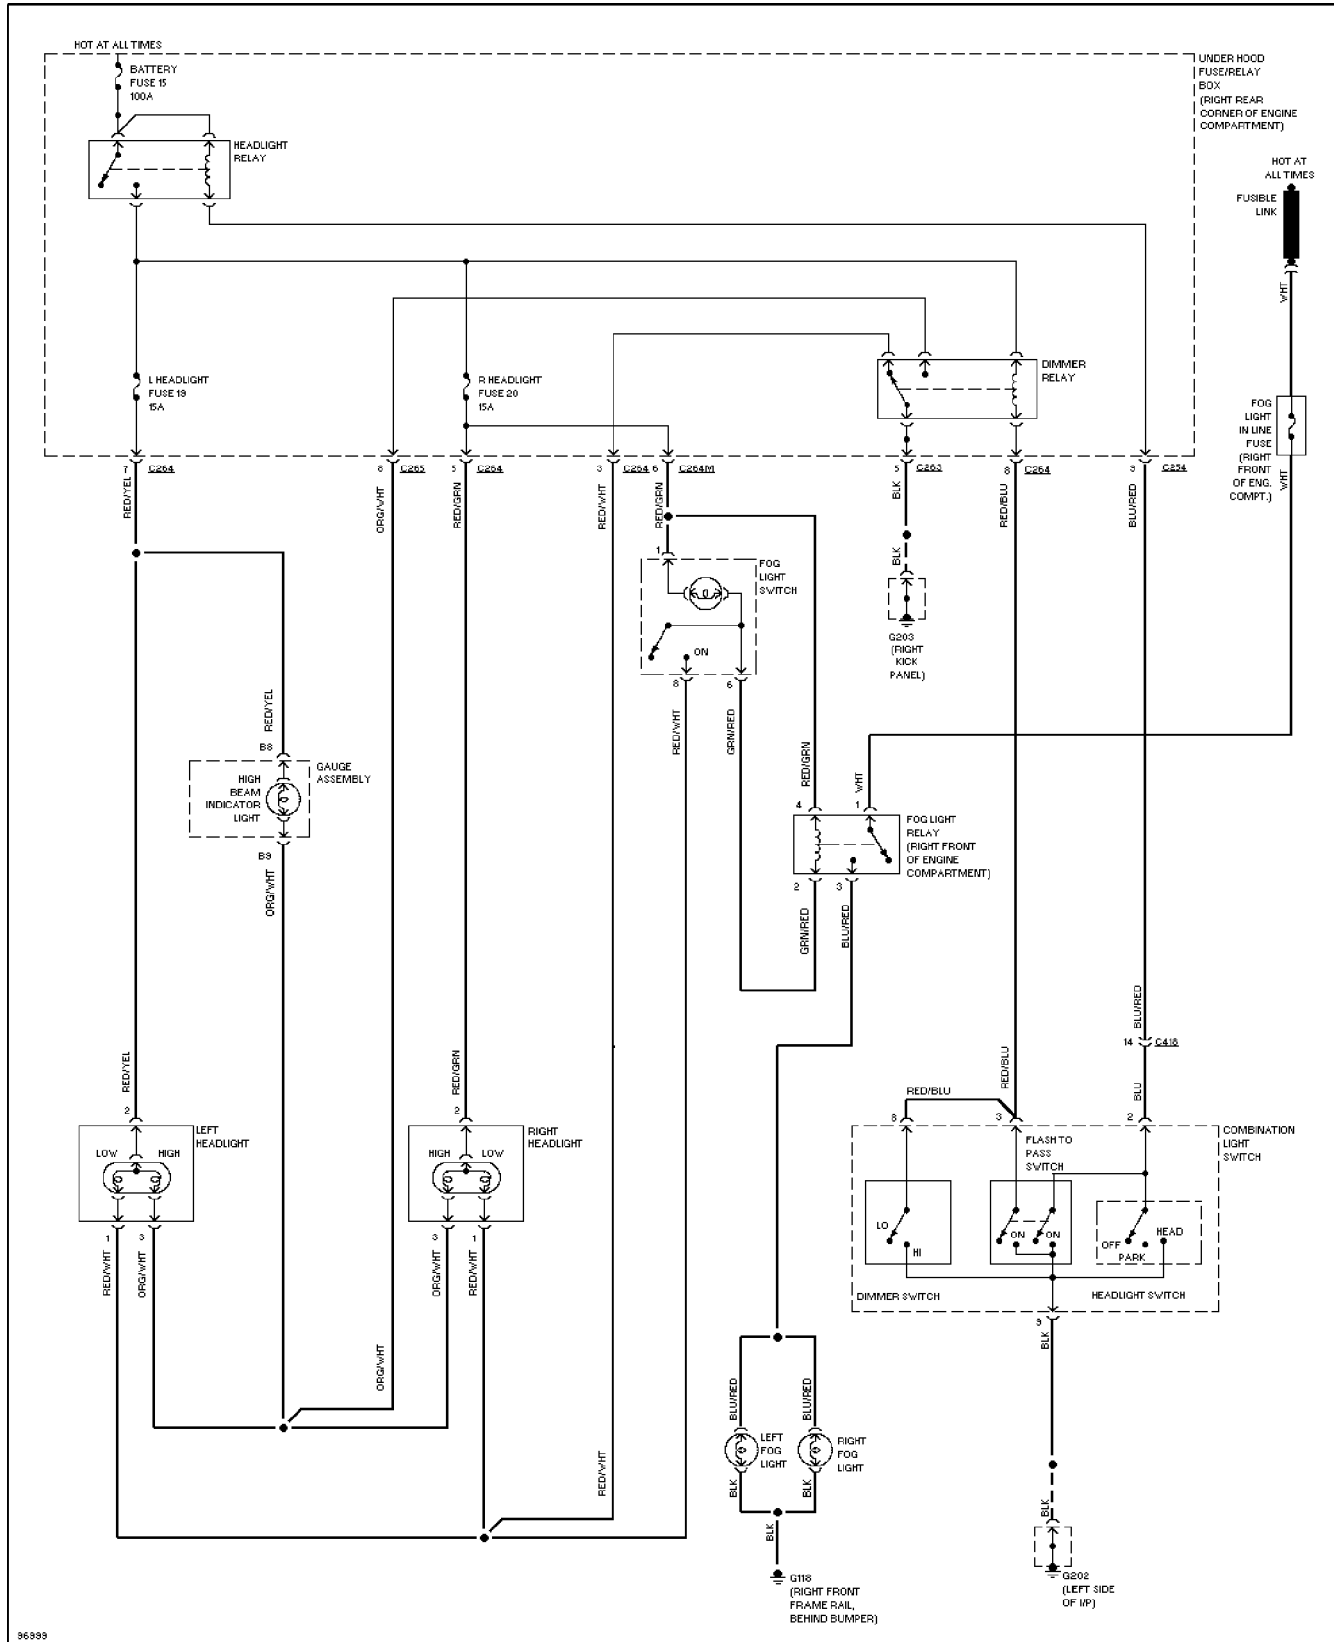 HOT AT ALL TIMES
BATTERY
FUSE 15
100A
UNDER HOOD
FUSE/RELAY
BOX
(RIGHT REAR
CORNER OF ENGINE
COMPARTMENT)
HEADLIGHT
RELAY
HOT AT
ALL TIMES
FUSIBLE
LINK
WHT
L HEADLIGHT
FUSE 19
15A
R HEADLIGHT
FUSE 20
15A
DIMMER
RELAY
FOG
LIGHT
IN LINE
FUSE
(RIGHT
FRONT
OF ENG.
COMPT.)
WHT
7 C264
C265
5 C264
3 C264
6 C264M
5 C263
8 C264
C254
RED/YEL
ORG/WHT
RED/GRN
RED/WHT
RED/GRN
BLK
RED/BLU
BLU/RED
BLK
1
FOG
LIGHT
SWITCH
ON
8
6
G203
(RIGHT
KICK
PANEL)
RED/YEL
RED/WHT
GRN/RED
RED/GRN
WHT
B8
GAUGE
ASSEMBLY
HIGH
BEAM
INDICATOR
LIGHT
B9
ORG/WHT
4
1
FOG LIGHT
RELAY
(RIGHT FRONT
OF ENGINE
COMPARTMENT)
2
3
GRN/RED
BLU/RED
BLU/RED
14 C418
RED/YEL
RED/GRN
RED/BLU
RED/BLU
BLU
2
2
8
3
2
LEFT
HEADLIGHT
LOW
HIGH
RIGHT
HEADLIGHT
HIGH
LOW
COMBINATION
LIGHT
SWITCH
FLASH TO
PASS
SWITCH
LO
HI
ON
ON
OFF
PARK
HEAD
DIMMER SWITCH
HEADLIGHT SWITCH
1
3
3
1
RED/WHT
ORG/WHT
ORG/WHT
RED/WHT
9
BLK
ORG/WHT
RED/WHT
BLU/RED
BLU/RED
LEFT
FOG
LIGHT
RIGHT
FOG
LIGHT
BLK
BLK
BLK
BLK
G118
(RIGHT FRONT
FRAME RAIL,
BEHIND BUMPER)
G202
(LEFT SIDE
OF I/P)
96999